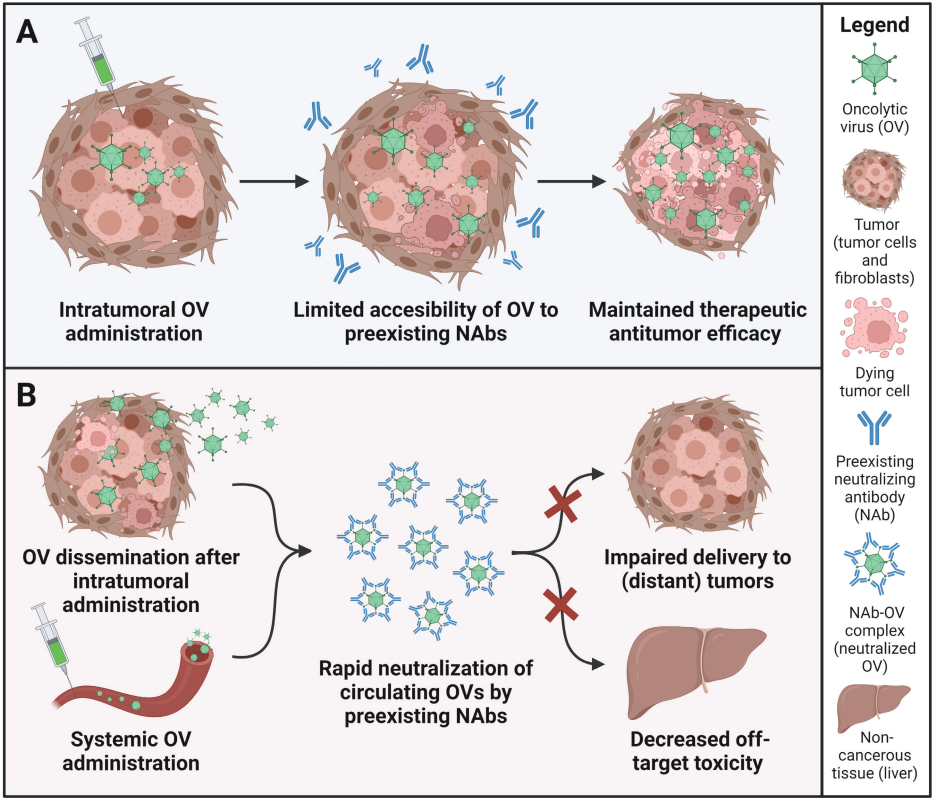 A
Intratumoral OV
administration
Limited accesibility of OV to
preexisting NAbs
Maintained therapeutic
antitumor efficacy
B
OV dissemination after
intratumoral
administration
Systemic OV
administration
Rapid neutralization of
circulating OVs by
preexisting NAbs
Impaired delivery to
(distant) tumors
Decreased off-
target toxicity
Legend
Oncolytic
virus (OV)
Tumor
(tumor cells
and
fibroblasts)
Dying
tumor cell
Preexisting
neutralizing
antibody
(NAb)
NAb-OV
complex
(neutralized
OV)
Non-
cancerous
tissue (liver)